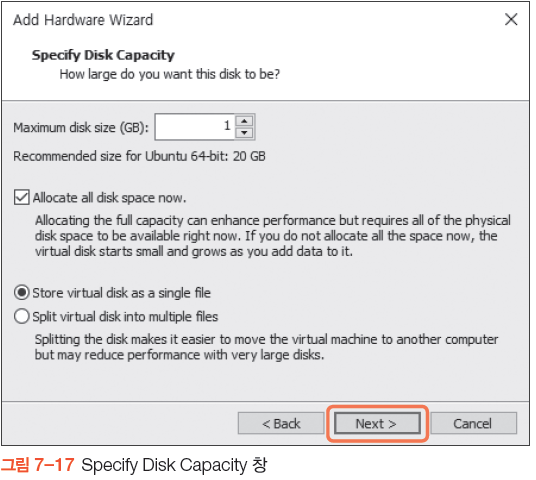 Add Hardware Wizard
Specify Disk Capacity
How large do you want this disk to be?
Maximum disk size (GB): 1
Recommended size for Ubuntu 64-bit: 20 GB
Allocate all disk space now.
Allocating the full capacity can enhance performance but requires all of the physical
disk space to be available right now. If you do not allocate all the space now, the
virtual disk starts small and grows as you add data to it.
Store virtual disk as a single file
Split virtual disk into multiple files
Splitting the disk makes it easier to move the virtual machine to another computer
but may reduce performance with very large disks.
< Back Next > Cancel
그림 7-17 Specify Disk Capacity 창